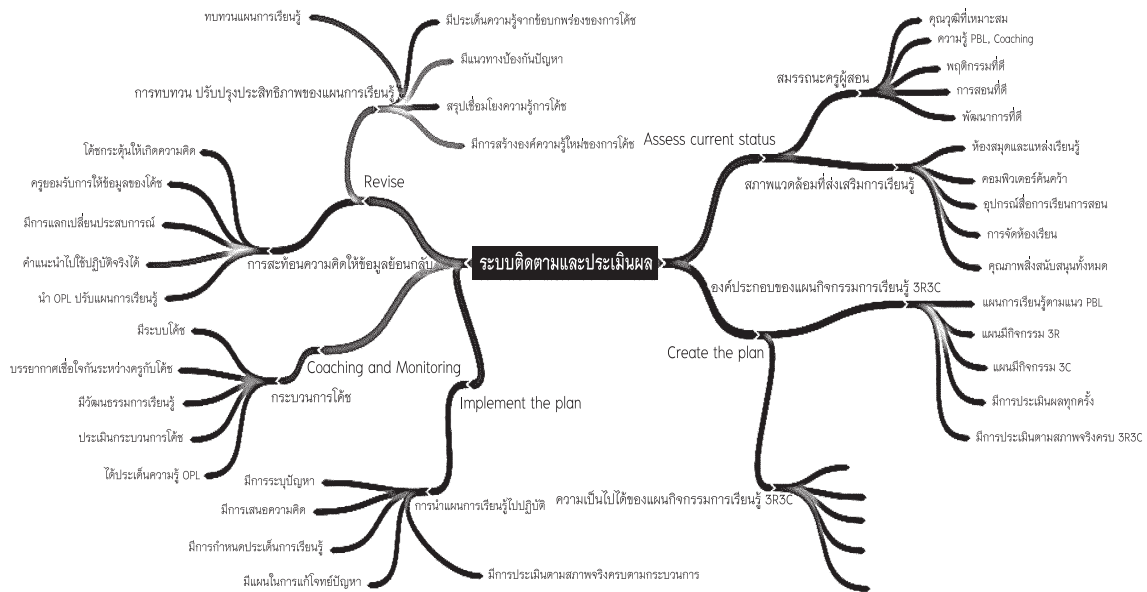 ระบบติดตามและประเมินผล
Assess current status
สมรรถนะครูผู้สอน
คุณวุฒิที่เหมาะสม
ความรู้ PBL, Coaching
พฤติกรรมที่ดี
การสอนที่ดี
พัฒนาการที่ดี
สภาพแวดล้อมที่ส่งเสริมการเรียนรู้
ห้องสมุดและแหล่งเรียนรู้
คอมพิวเตอร์ค้นคว้า
อุปกรณ์สื่อการเรียนการสอน
การจัดห้องเรียน
คุณภาพสิ่งสนับสนุนทั้งหมด
Create the plan
องค์ประกอบของแผนกิจกรรมการเรียนรู้ 3R3C
แผนการเรียนรู้ตามแนว PBL
แผนมีกิจกรรม 3R
แผนมีกิจกรรม 3C
มีการประเมินผลทุกครั้ง
มีการประเมินตามสภาพจริงครบ 3R3C
ความเป็นไปได้ของแผนกิจกรรมการเรียนรู้ 3R3C
Implement the plan
การนำแผนการเรียนรู้ไปปฏิบัติ
มีการระบุปัญหา
มีการเสนอความคิด
มีการกำหนดประเด็นการเรียนรู้
มีแผนในการแก้โจทย์ปัญหา
มีการประเมินตามสภาพจริงครบตามกระบวนการ
Coaching and Monitoring
กระบวนการโค้ช
มีระบบโค้ช
บรรยากาศเชื่อใจกันระหว่างครูกับโค้ช
มีวัฒนธรรมการเรียนรู้
ประเมินกระบวนการโค้ช
ได้ประเด็นความรู้ OPL
Revise
การทบทวน ปรับปรุงประสิทธิภาพของแผนการเรียนรู้
ทบทวนแผนการเรียนรู้
มีประเด็นความรู้จากข้อบกพร่องของการโค้ช
มีแนวทางป้องกันปัญหา
สรุปเชื่อมโยงความรู้การโค้ช
มีการสร้างองค์ความรู้ใหม่ของการโค้ช
การสะท้อนความคิดให้ข้อมูลย้อนกลับ
โค้ชกระตุ้นให้เกิดความคิด
ครูยอมรับการให้ข้อมูลของโค้ช
มีการแลกเปลี่ยนประสบการณ์
คำแนะนำไปใช้ปฏิบัติจริงได้
นำ OPL ปรับแผนการเรียนรู้